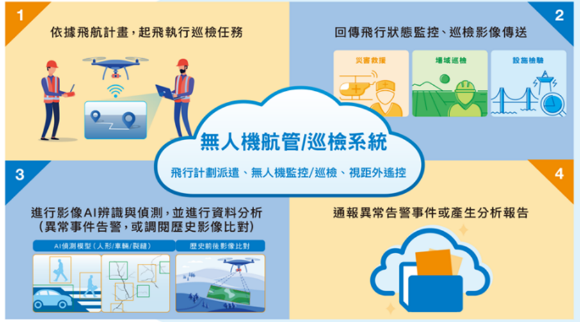 1
依據飛航計畫，起飛執行巡檢任務
2
回傳飛行狀態監控、巡檢影像傳送
災害救援
場域巡檢
設施檢驗
無人機航管/巡檢系統
飛行計劃派遣、無人機監控/巡檢、視距外遙控
3
進行影像AI辨識與偵測，並進行資料分析
(異常事件告警，或調閱歷史影像比對)
AI偵測模型(人形/車輛/裂縫)
歷史前後影像比對
4
通報異常告警事件或產生分析報告